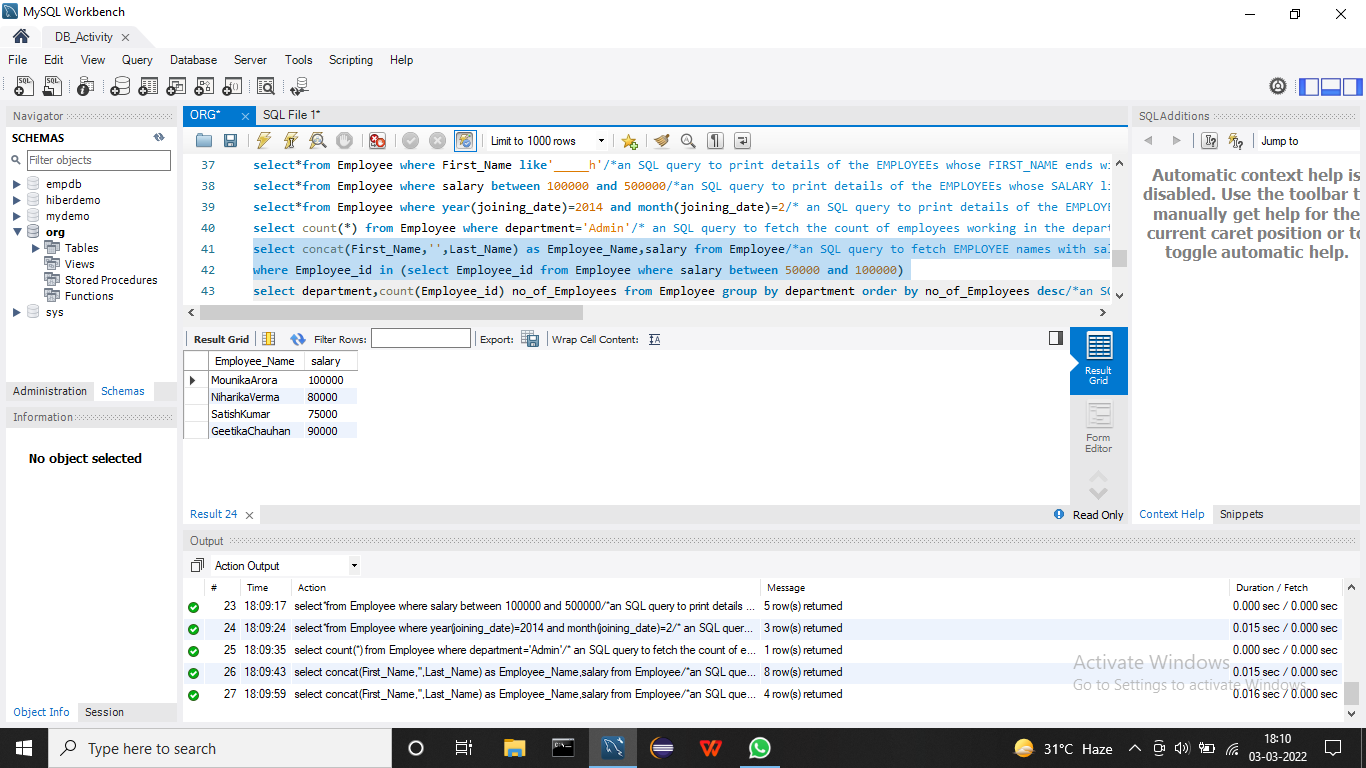 MySQL Workbench
DB_Activity
File Edit View Query Database Server Tools Scripting Help
Navigator
SCHEMAS
Filter objects
empdb
hiberdemo
mydemo
org
Tables
Views
Stored Procedures
Functions
sys
Administration Schemas
Information
No object selected
Object Info Session
ORG* SQL File 1*
Limit to 1000 rows
37 select*from Employee where First_Name like'_____h'/*an SQL query to print details of the EMPLOYEEs whose FIRST_NAME ends wi
38 select*from Employee where salary between 100000 and 500000/*an SQL query to print details of the EMPLOYEEs whose SALARY li
39 select*from Employee where year(joining_date)=2014 and month(joining_date)=2/* an SQL query to print details of the EMPLOYE
40 select count(*) from Employee where department='Admin'/* an SQL query to fetch the count of employees working in the depart
41 select concat(First_Name,'',Last_Name) as Employee_Name,salary from Employee/*an SQL query to fetch EMPLOYEE names with sal
42 where Employee_id in (select Employee_id from Employee where salary between 50000 and 100000)
43 select department,count(Employee_id) no_of_Employees from Employee group by department order by no_of_Employees desc/*an SQ
Result Grid Filter Rows: Export: Wrap Cell Content:
Employee_Name salary
MounikaArora 100000
NiharikaVerma 80000
SatishKumar 75000
GeetikaChauhan 90000
Result Grid
Form Editor
Result 24 Read Only
SQLAdditions
Jump to
Automatic context help is
disabled. Use the toolbar t
manually get help for the
current caret position or to
toggle automatic help.
Context Help Snippets
Output
Action Output
# Time Action Message Duration / Fetch
23 18:09:17 select*from Employee where salary between 100000 and 500000/*an SQL query to print details ... 5 row(s) returned 0.000 sec / 0.000 sec
24 18:09:24 select*from Employee where year(joining_date)=2014 and month(joining_date)=2/* an SQL quer... 3 row(s) returned 0.015 sec / 0.000 sec
25 18:09:35 select count(*) from Employee where department='Admin'/* an SQL query to fetch the count of e... 1 row(s) returned 0.000 sec / 0.000 sec
26 18:09:43 select concat(First_Name,'',Last_Name) as Employee_Name,salary from Employee/*an SQL que... 8 row(s) returned 0.015 sec / 0.000 sec
27 18:09:59 select concat(First_Name,'',Last_Name) as Employee_Name,salary from Employee/*an SQL que... 4 row(s) returned 0.016 sec / 0.000 sec
Activate Windows
Go to Settings to activate Windows.
Type here to search
31°C Haze
18:10
03-03-2022